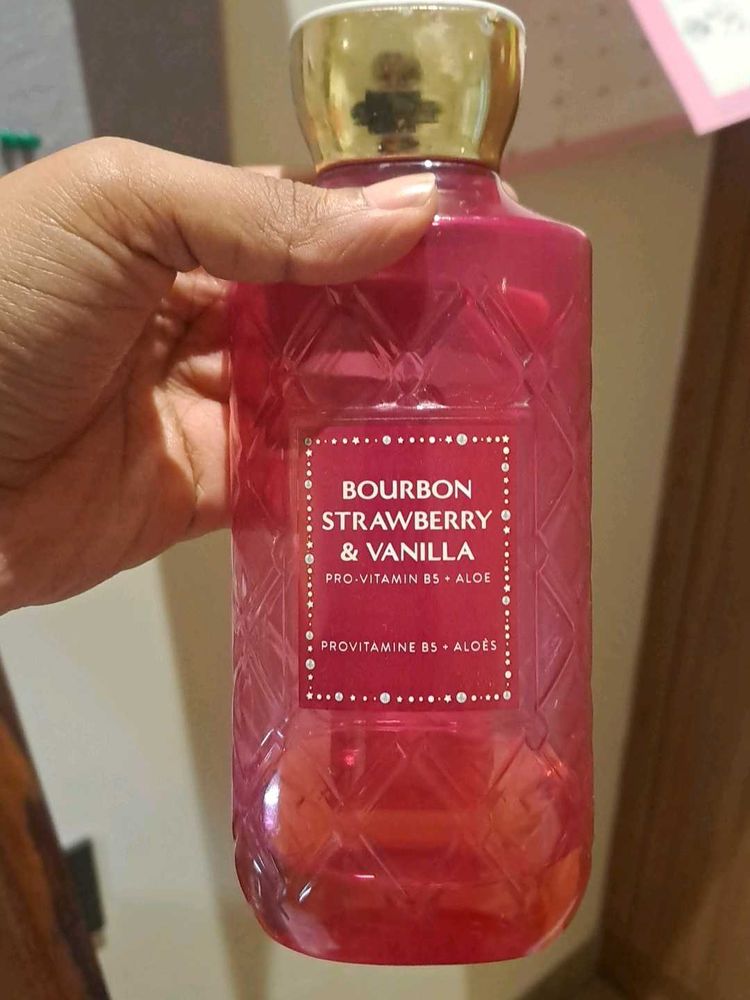 BOURBON
STRAWBERRY
& VANILLA
PRO-VITAMIN B5 + ALOE
PROVITAMINE B5 + ALOÈS